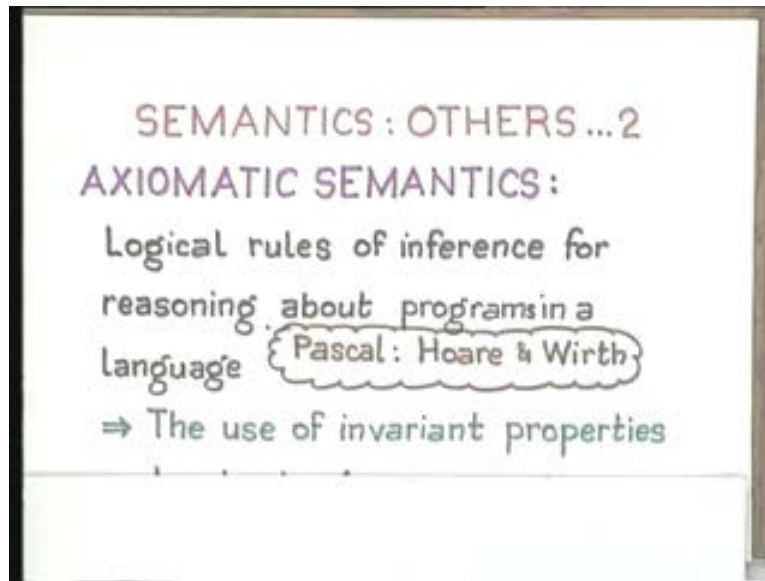 SEMANTICS : OTHERS ... 2
AXIOMATIC SEMANTICS :
Logical rules of inference for
reasoning about programs in a
language Pascal : Hoare & Wirth
⇒ The use of invariant properties